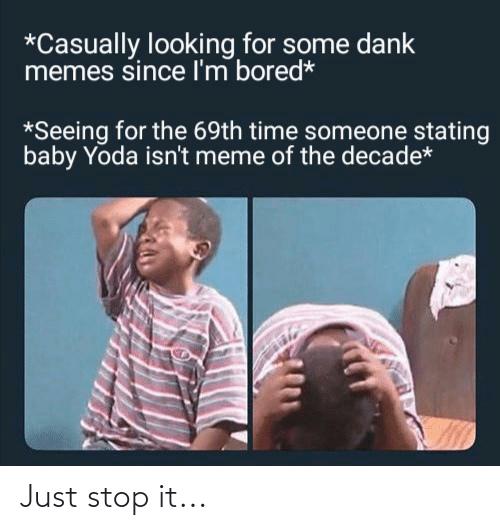 *Casually looking for some dank
memes since I'm bored*
*Seeing for the 69th time someone stating
baby Yoda isn't meme of the decade*
Just stop it...